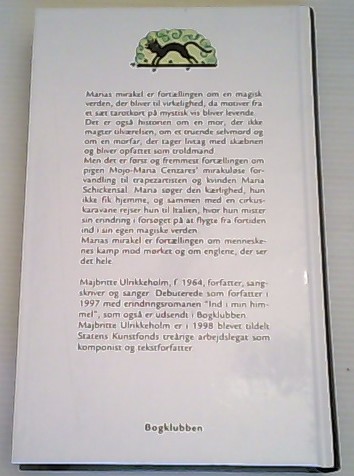 Marias mirakel er fortællingen om en magisk
verden, der bliver til virkelighed, da motiver fra
et sæt tarotkort på mystisk vis bliver levende.
Det er også historien om en mor, der ikke
magter tilværelsen, om et truende selvmord og
om en morfar, der tager livtag med skæbnen
og bliver opfattet som troldmand.
Men det er først og fremmest fortællingen om
pigen Mojo-Maria Cenzares' mirakuløse for-
vandling til trapezartisten og kvinden Maria
Schickensal. Maria søger den kærlighed, hun
ikke fik hjemme, og sammen med en cirkus-
karavane rejser hun til Italien, hvor hun mister
sin erindring i forsøget på at flygte fra fortiden
ind i sin egen magiske verden.
Marias mirakel er fortællingen om menneske-
nes kamp mod mørket og om englene, der ser
det hele.
Majbritte Ulrikkeholm, f. 1964, forfatter, sang-
skriver og sanger. Debuterede som forfatter i
1997 med erindringsromanen "Ind i min him-
mel", som også er udsendt i Bogklubben.
Majbritte Ulrikkeholm er i 1998 blevet tildelt
Statens Kunstfonds treårige arbejdslegat som
komponist og tekstforfatter.
Bogklubben